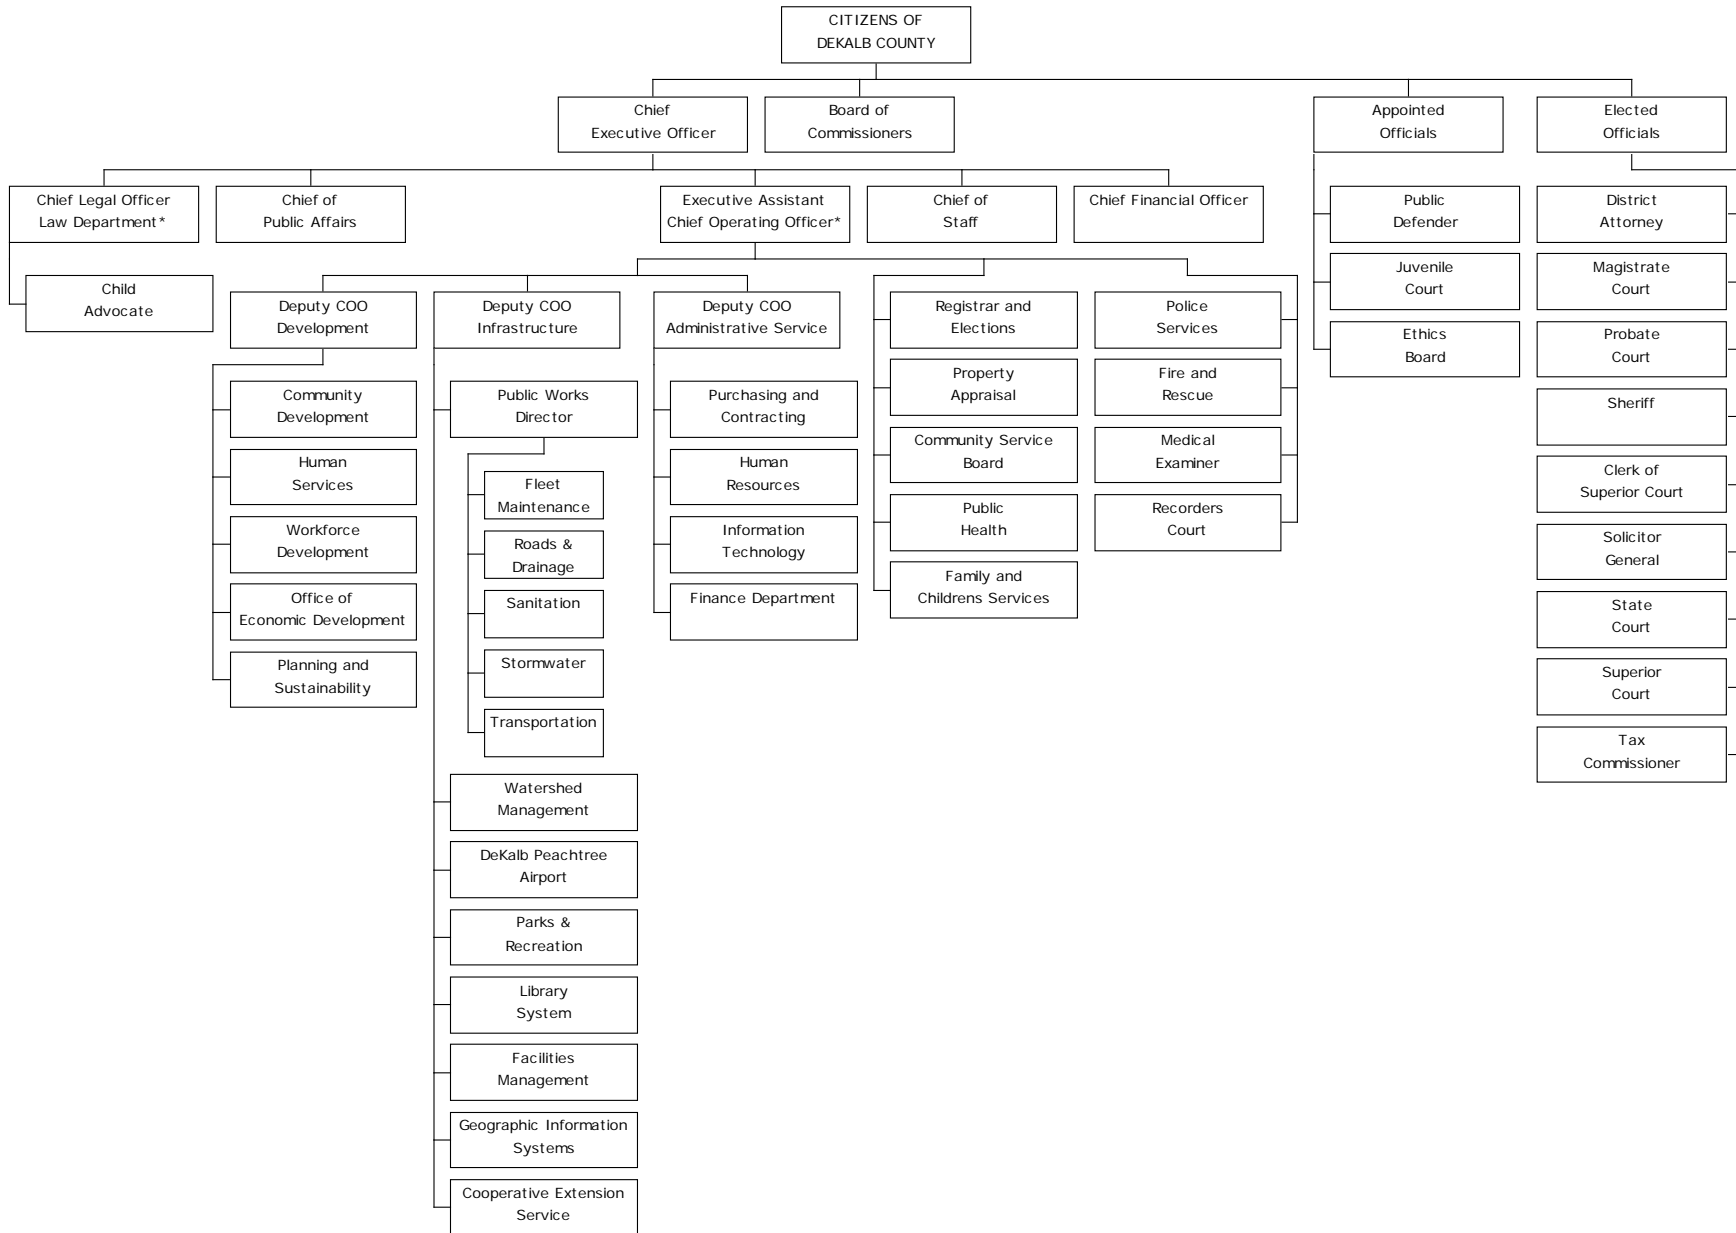 CITIZENS OF
DEKALB COUNTY
Chief
Executive Officer
Board of
Commissioners
Appointed
Officials
Elected
Officials
Chief Legal Officer
Law Department*
Chief of
Public Affairs
Executive Assistant
Chief Operating Officer*
Chief of
Staff
Chief Financial Officer
Child
Advocate
Deputy COO
Development
Community
Development
Human
Services
Workforce
Development
Office of
Economic Development
Planning and
Sustainability
Deputy COO
Infrastructure
Public Works
Director
Fleet
Maintenance
Roads &
Drainage
Sanitation
Stormwater
Transportation
Watershed
Management
DeKalb Peachtree
Airport
Parks &
Recreation
Library
System
Facilities
Management
Geographic Information
Systems
Cooperative Extension
Service
Deputy COO
Administrative Service
Purchasing and
Contracting
Human
Resources
Information
Technology
Finance Department
Registrar and
Elections
Property
Appraisal
Community Service
Board
Public
Health
Family and
Childrens Services
Police
Services
Fire and
Rescue
Medical
Examiner
Recorders
Court
Public
Defender
Juvenile
Court
Ethics
Board
District
Attorney
Magistrate
Court
Probate
Court
Sheriff
Clerk of
Superior Court
Solicitor
General
State
Court
Superior
Court
Tax
Commissioner